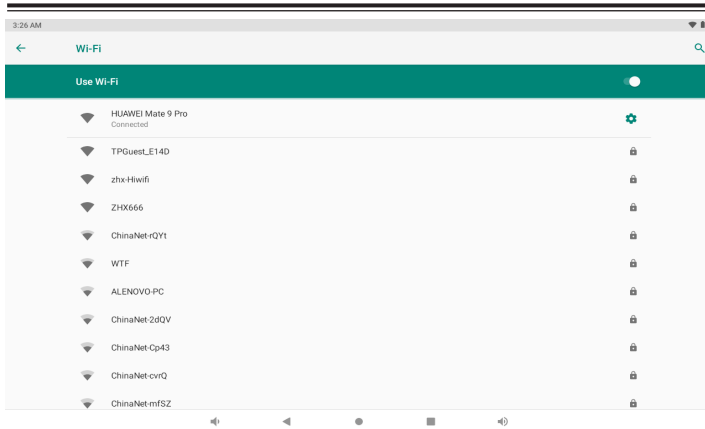 3:26 AM
Wi-Fi
Use Wi-Fi
HUAWEI Mate 9 Pro
Connected
TPGuest_E14D
zhx-Hiwifi
ZHX666
ChinaNet-rQYt
WTF
ALENOVO-PC
ChinaNet-2dQV
ChinaNet-Cp43
ChinaNet-cvrQ
ChinaNet-mfSZ